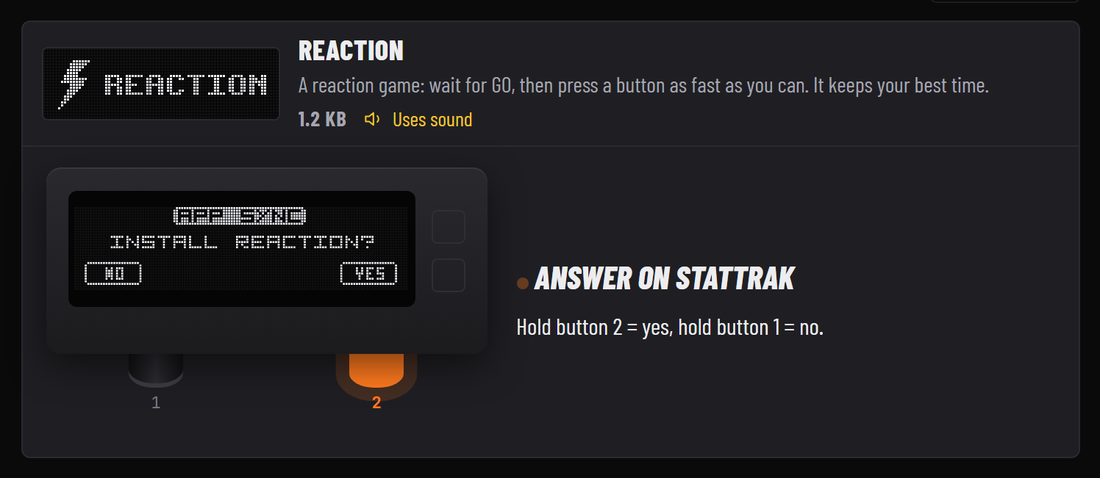 REACTION
REACTION
A reaction game: wait for GO, then press a button as fast as you can. It keeps your best time.
1.2 KB Uses sound
APP SYNC
INSTALL REACTION?
NO YES
ANSWER ON STATTRAK
Hold button 2 = yes, hold button 1 = no.
1 2